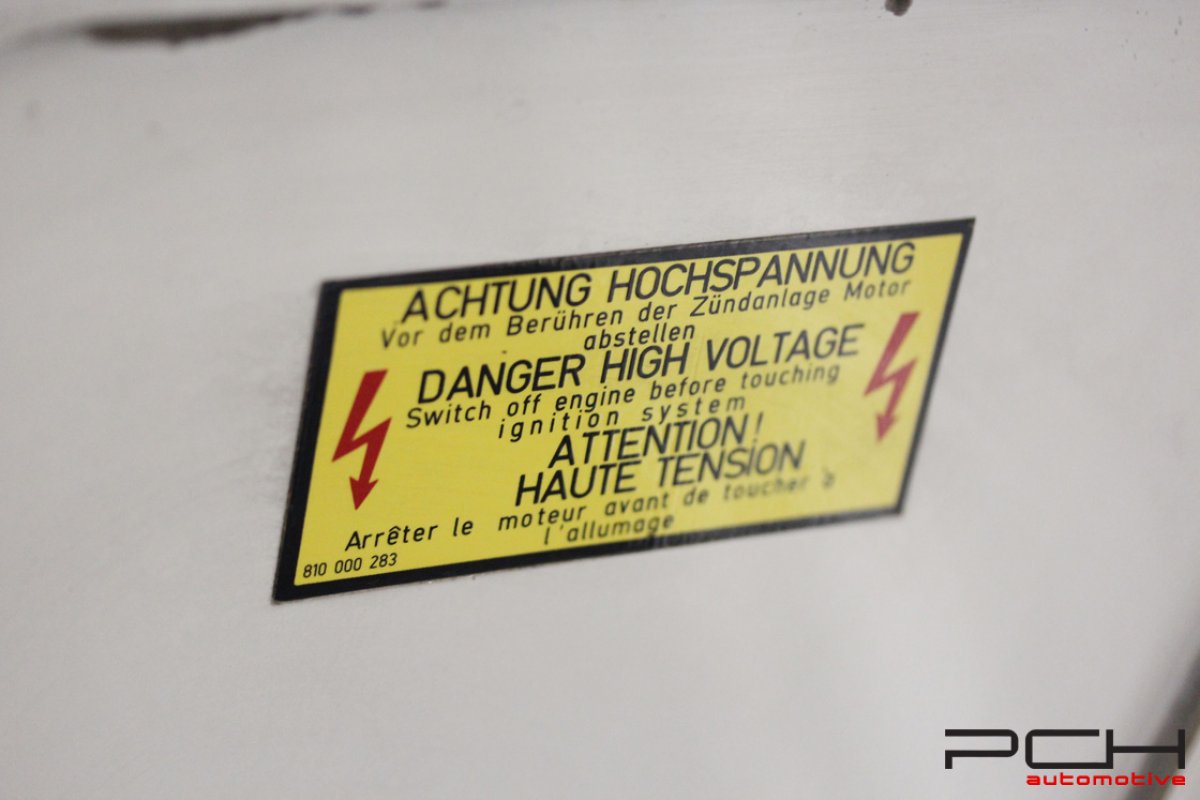 ACHTUNG HOCHSPANNUNG
Vor dem Berühren der Zündanlage Motor
abstellen
DANGER HIGH VOLTAGE
Switch off engine before touching
ignition system
ATTENTION!
HAUTE TENSION
Arrêter le moteur avant de toucher à
l'allumage
810 000 283
PCH
automotive